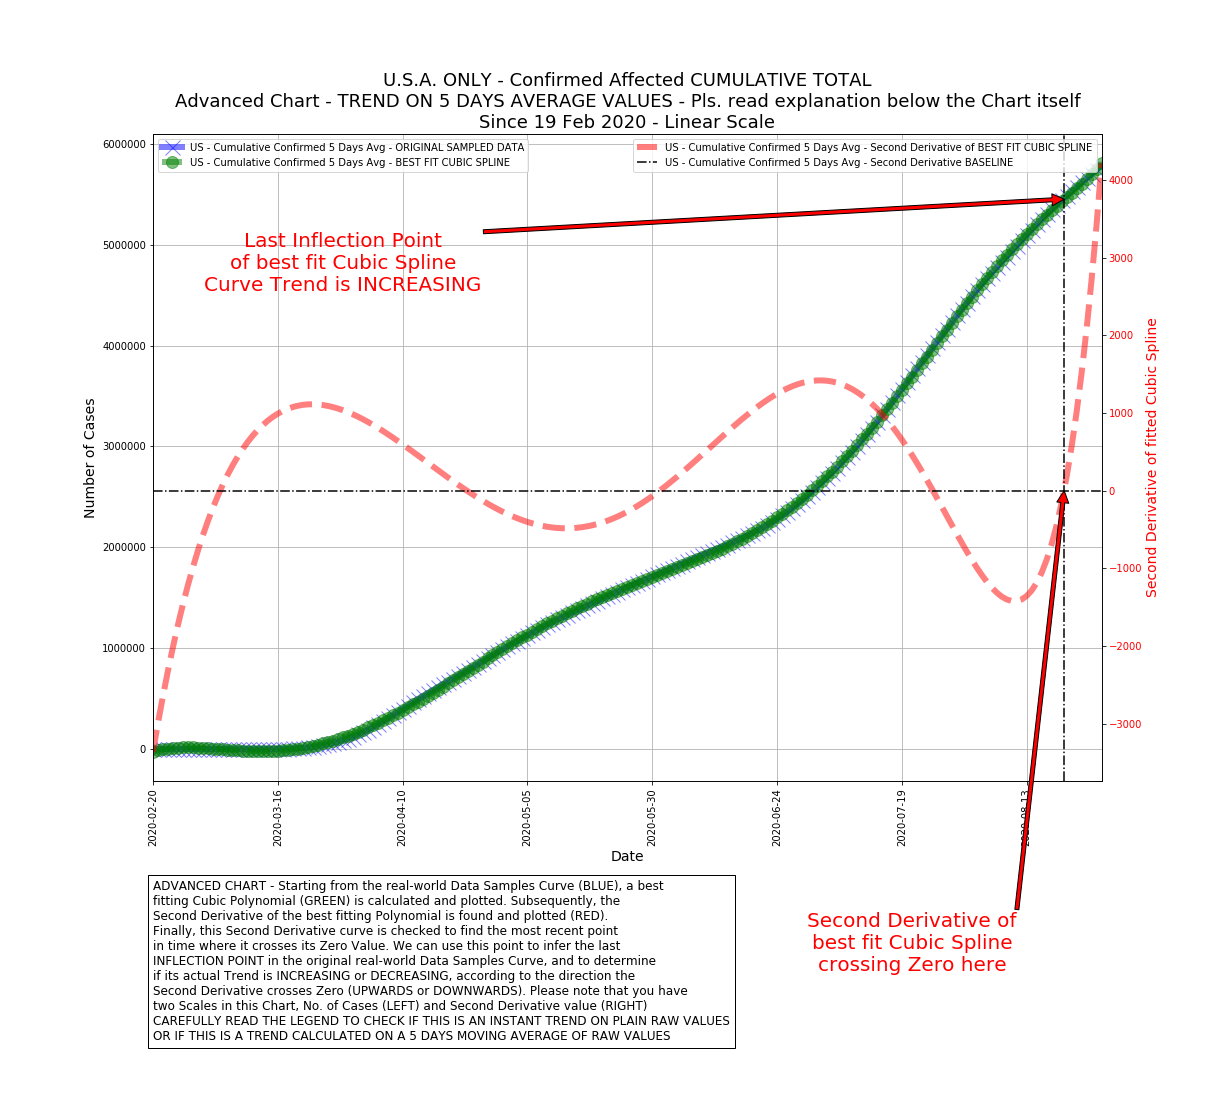 U.S.A. ONLY - Confirmed Affected CUMULATIVE TOTAL
Advanced Chart - TREND ON 5 DAYS AVERAGE VALUES - Pls. read explanation below the Chart itself
Since 19 Feb 2020 - Linear Scale
US - Cumulative Confirmed 5 Days Avg - ORIGINAL SAMPLED DATA
US - Cumulative Confirmed 5 Days Avg - BEST FIT CUBIC SPLINE
US - Cumulative Confirmed 5 Days Avg - Second Derivative of BEST FIT CUBIC SPLINE
US - Cumulative Confirmed 5 Days Avg - Second Derivative BASELINE
Last Inflection Point
of best fit Cubic Spline
Curve Trend is INCREASING
Number of Cases
6000000
5000000
4000000
3000000
2000000
1000000
0
4000
3000
2000
1000
0
−1000
−2000
−3000
Second Derivative of fitted Cubic Spline
2020-02-20
2020-03-16
2020-04-10
2020-05-05
2020-05-30
2020-06-24
2020-07-19
2020-08-13
Date
ADVANCED CHART - Starting from the real-world Data Samples Curve (BLUE), a best
fitting Cubic Polynomial (GREEN) is calculated and plotted. Subsequently, the
Second Derivative of the best fitting Polynomial is found and plotted (RED).
Finally, this Second Derivative curve is checked to find the most recent point
in time where it crosses its Zero Value. We can use this point to infer the last
INFLECTION POINT in the original real-world Data Samples Curve, and to determine
if its actual Trend is INCREASING or DECREASING, according to the direction the
Second Derivative crosses Zero (UPWARDS or DOWNWARDS). Please note that you have
two Scales in this Chart, No. of Cases (LEFT) and Second Derivative value (RIGHT)
CAREFULLY READ THE LEGEND TO CHECK IF THIS IS AN INSTANT TREND ON PLAIN RAW VALUES
OR IF THIS IS A TREND CALCULATED ON A 5 DAYS MOVING AVERAGE OF RAW VALUES
Second Derivative of
best fit Cubic Spline
crossing Zero here